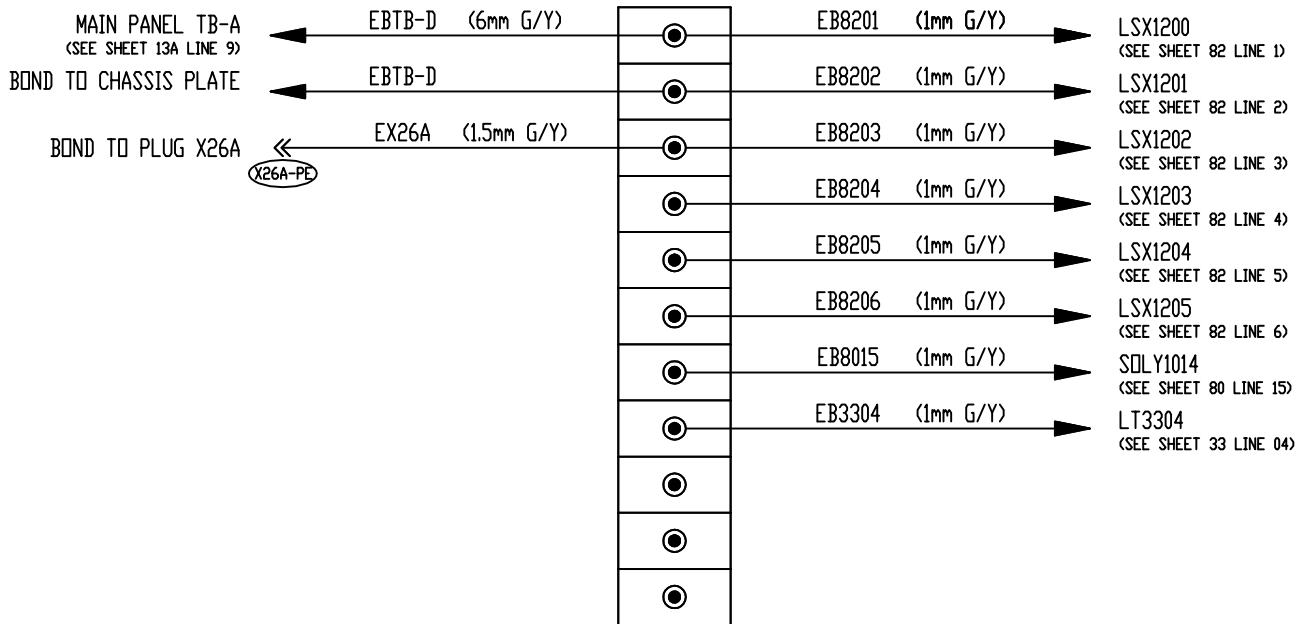 MAIN PANEL TB-A
(SEE SHEET 13A LINE 9)
EBTB-D (6mm G/Y)
EB8201 (1mm G/Y)
LSX1200
(SEE SHEET 82 LINE 1)
BOND TO CHASSIS PLATE
EBTB-D
EB8202 (1mm G/Y)
LSX1201
(SEE SHEET 82 LINE 2)
BOND TO PLUG X26A
X26A-PE
EX26A (1.5mm G/Y)
EB8203 (1mm G/Y)
LSX1202
(SEE SHEET 82 LINE 3)
EB8204 (1mm G/Y)
LSX1203
(SEE SHEET 82 LINE 4)
EB8205 (1mm G/Y)
LSX1204
(SEE SHEET 82 LINE 5)
EB8206 (1mm G/Y)
LSX1205
(SEE SHEET 82 LINE 6)
EB8015 (1mm G/Y)
SOLY1014
(SEE SHEET 80 LINE 15)
EB3304 (1mm G/Y)
LT3304
(SEE SHEET 33 LINE 04)